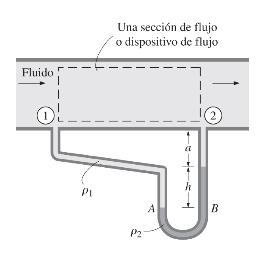 Una sección de flujo
o dispositivo de flujo
Fluido
1
2
a
ρ1
h
A
B
ρ2